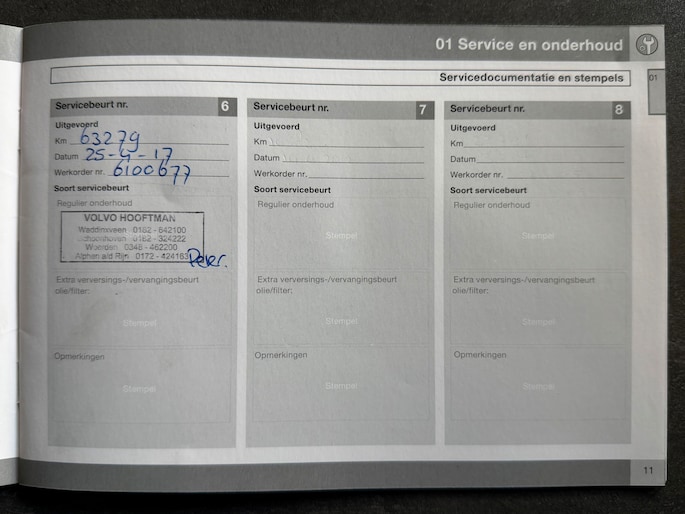 01 Service en onderhoud
01
Servicedocumentatie en stempels
Servicebeurt nr. 6
Uitgevoerd
Km 63279
Datum 25-4-17
Werkorder nr. 6100677
Soort servicebeurt
Regulier onderhoud
VOLVO HOOFTMAN
Waddinxveen 0182 - 642100
Schoonhoven 0182 - 324222
Woerden 0348 - 462200
Alphen a/d Rijn 0172 - 424163
Peter.
Extra verversings-/vervangingsbeurt
olie/filter:
Stempel
Opmerkingen
Stempel
Servicebeurt nr. 7
Uitgevoerd
Km
Datum
Werkorder nr.
Soort servicebeurt
Regulier onderhoud
Stempel
Extra verversings-/vervangingsbeurt
olie/filter:
Stempel
Opmerkingen
Stempel
Servicebeurt nr. 8
Uitgevoerd
Km
Datum
Werkorder nr.
Soort servicebeurt
Regulier onderhoud
Stempel
Extra verversings-/vervangingsbeurt
olie/filter:
Stempel
Opmerkingen
Stempel
11